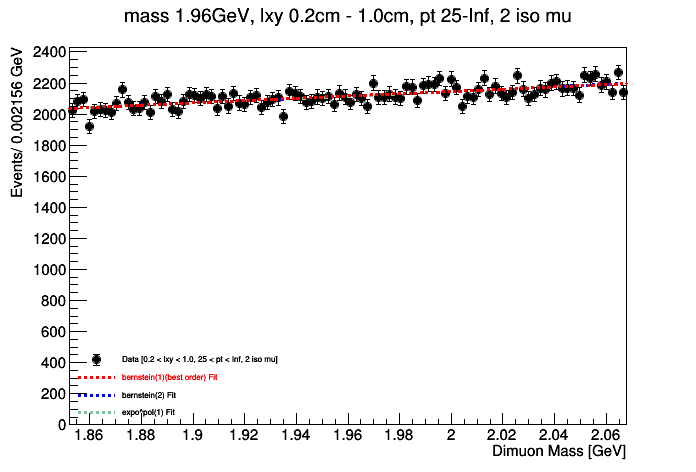 mass 1.96GeV, lxy 0.2cm - 1.0cm, pt 25-Inf, 2 iso mu
Events/ 0.002156 GeV
2400
2200
2000
1800
1600
1400
1200
1000
800
600
400
200
0
Data [0.2 < lxy < 1.0, 25 < pt < Inf, 2 iso mu]
bernstein(1)(best order) Fit
bernstein(2) Fit
expo*pol(1) Fit
1.86 1.88 1.9 1.92 1.94 1.96 1.98 2 2.02 2.04 2.06
Dimuon Mass [GeV]